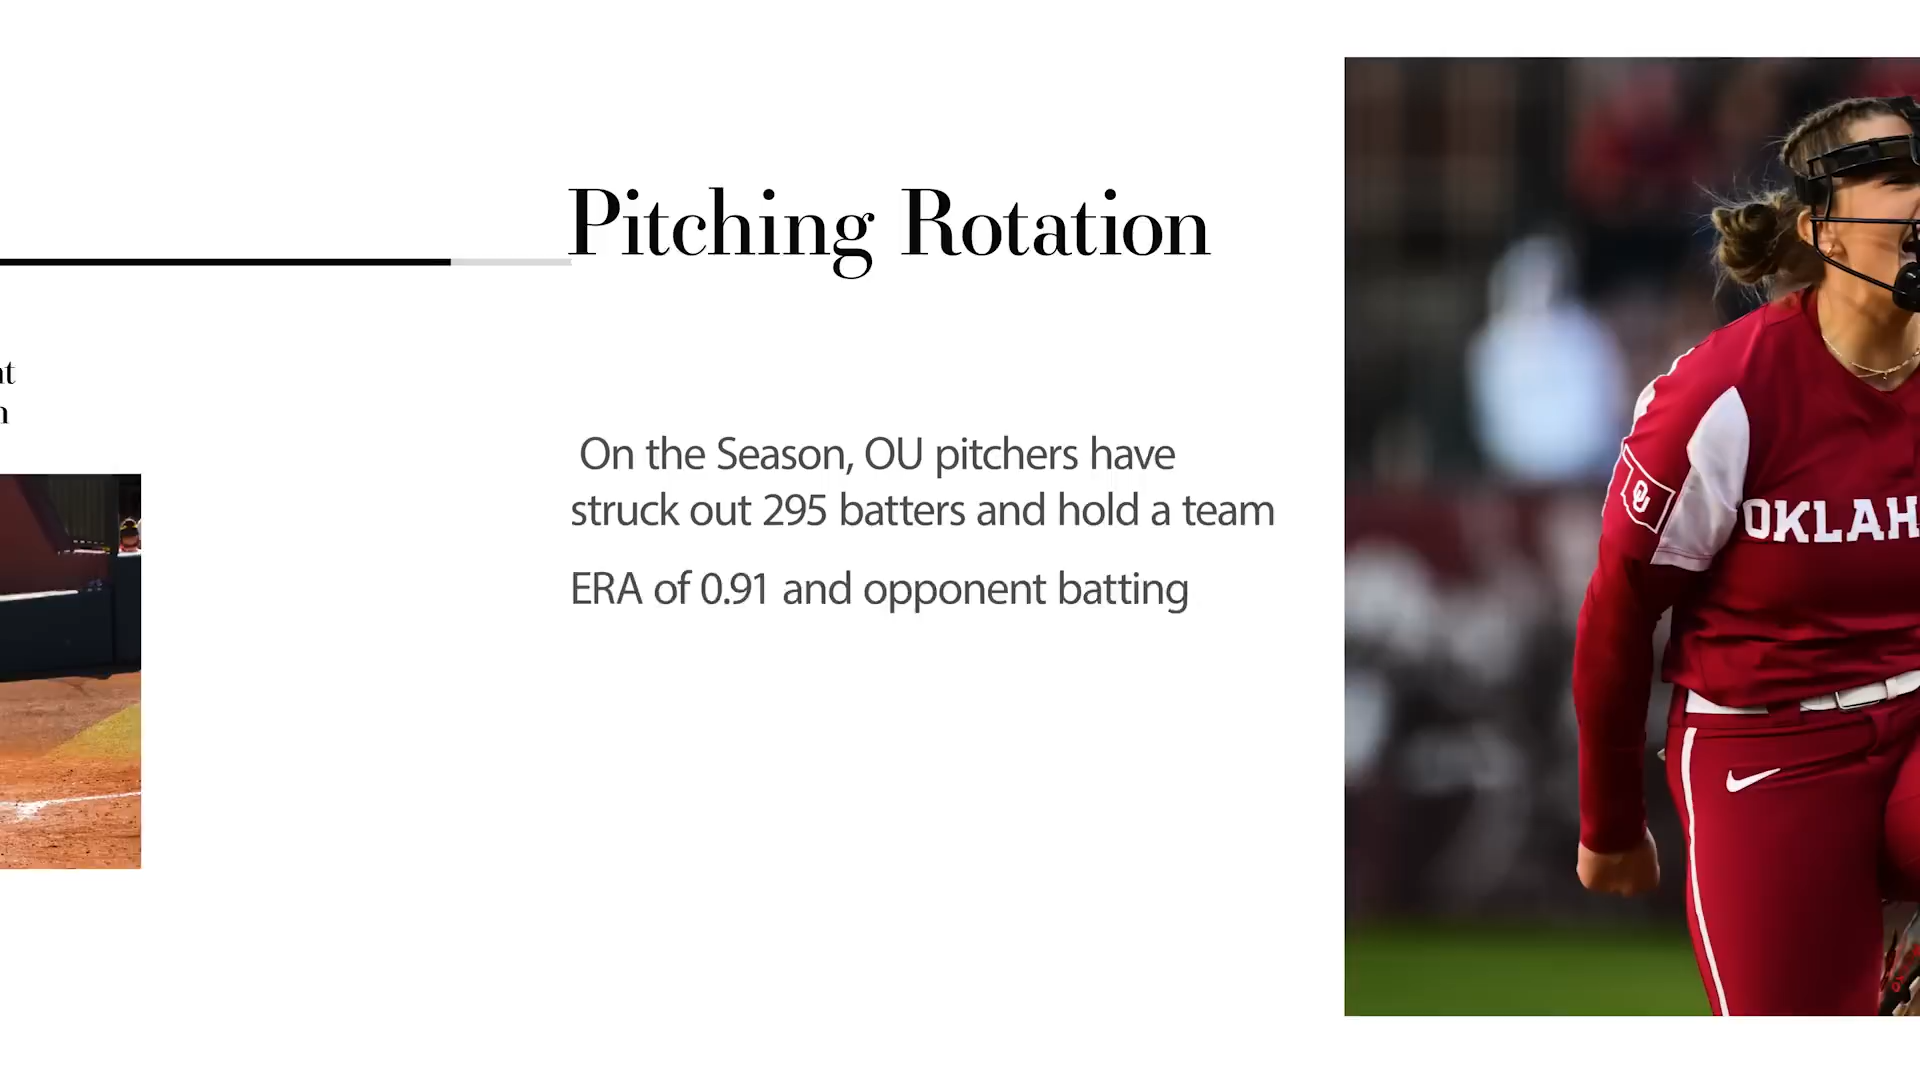 Pitching Rotation
On the Season, OU pitchers have
struck out 295 batters and hold a team
ERA of 0.91 and opponent batting
OU
OKLAH